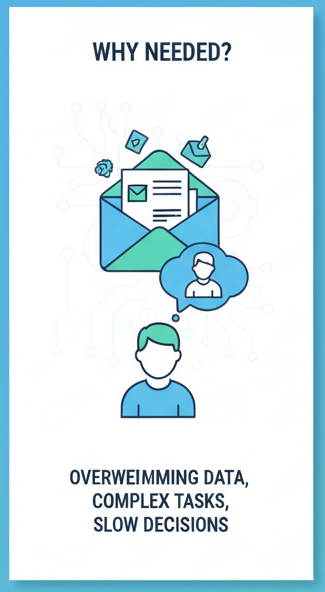 WHY NEEDED?
OVERWEIMMING DATA,
COMPLEX TASKS,
SLOW DECISIONS